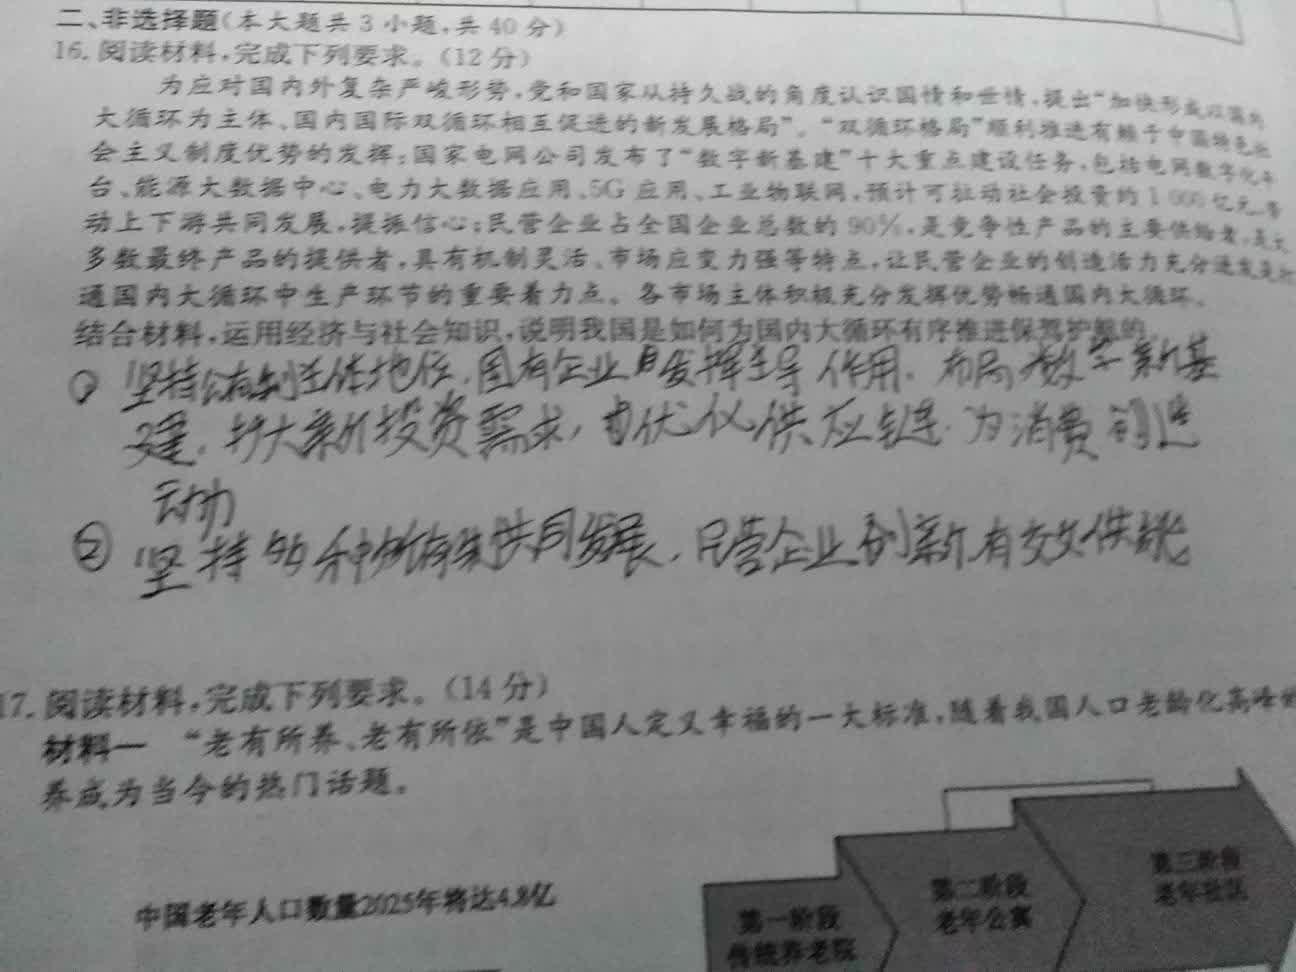 二、非选择题(本大题共3小题,共40分)
16.阅读材料,完成下列要求。(12分)
为应对国内外复杂严峻形势,党和国家从持久战的角度认识国情和世情,提出“加快形成以国内
大循环为主体、国内国际双循环相互促进的新发展格局”。“双循环格局”顺利推进有赖于中国特色社
会主义制度优势的发挥;国家电网公司发布了“数字新基建”十大重点建设任务,包括电网数字化平
台、能源大数据中心、电力大数据应用、5G应用、工业物联网,预计可拉动社会投资约1 000亿元,带
动上下游共同发展,提振信心;民营企业占全国企业总数的90%,是竞争性产品的主要供给者,是大
多数最终产品的提供者,具有机制灵活、市场应变力强等特点,让民营企业的创造活力充分迸发是
通国内大循环中生产环节的重要着力点。各市场主体积极充分发挥优势畅通国内大循环。
结合材料,运用经济与社会知识,说明我国是如何为国内大循环有序推进保驾护航的。
① 坚持公有制主体地位,国有企业发挥主导作用.布局数字新基
建,扩大新投资需求,优化供应链.为消费创造
动力
② 坚持多种所有制共同发展,民营企业创新有效供给
17.阅读材料,完成下列要求。(14分)
材料一 “老有所养、老有所依”是中国人定义幸福的一大标准,随着我国人口老龄化高峰
养成为当今的热门话题。
中国老年人口数量2025年将达4.8亿
第一阶段
传统养老院
第二阶段
老年公寓
第三阶段
老年社区